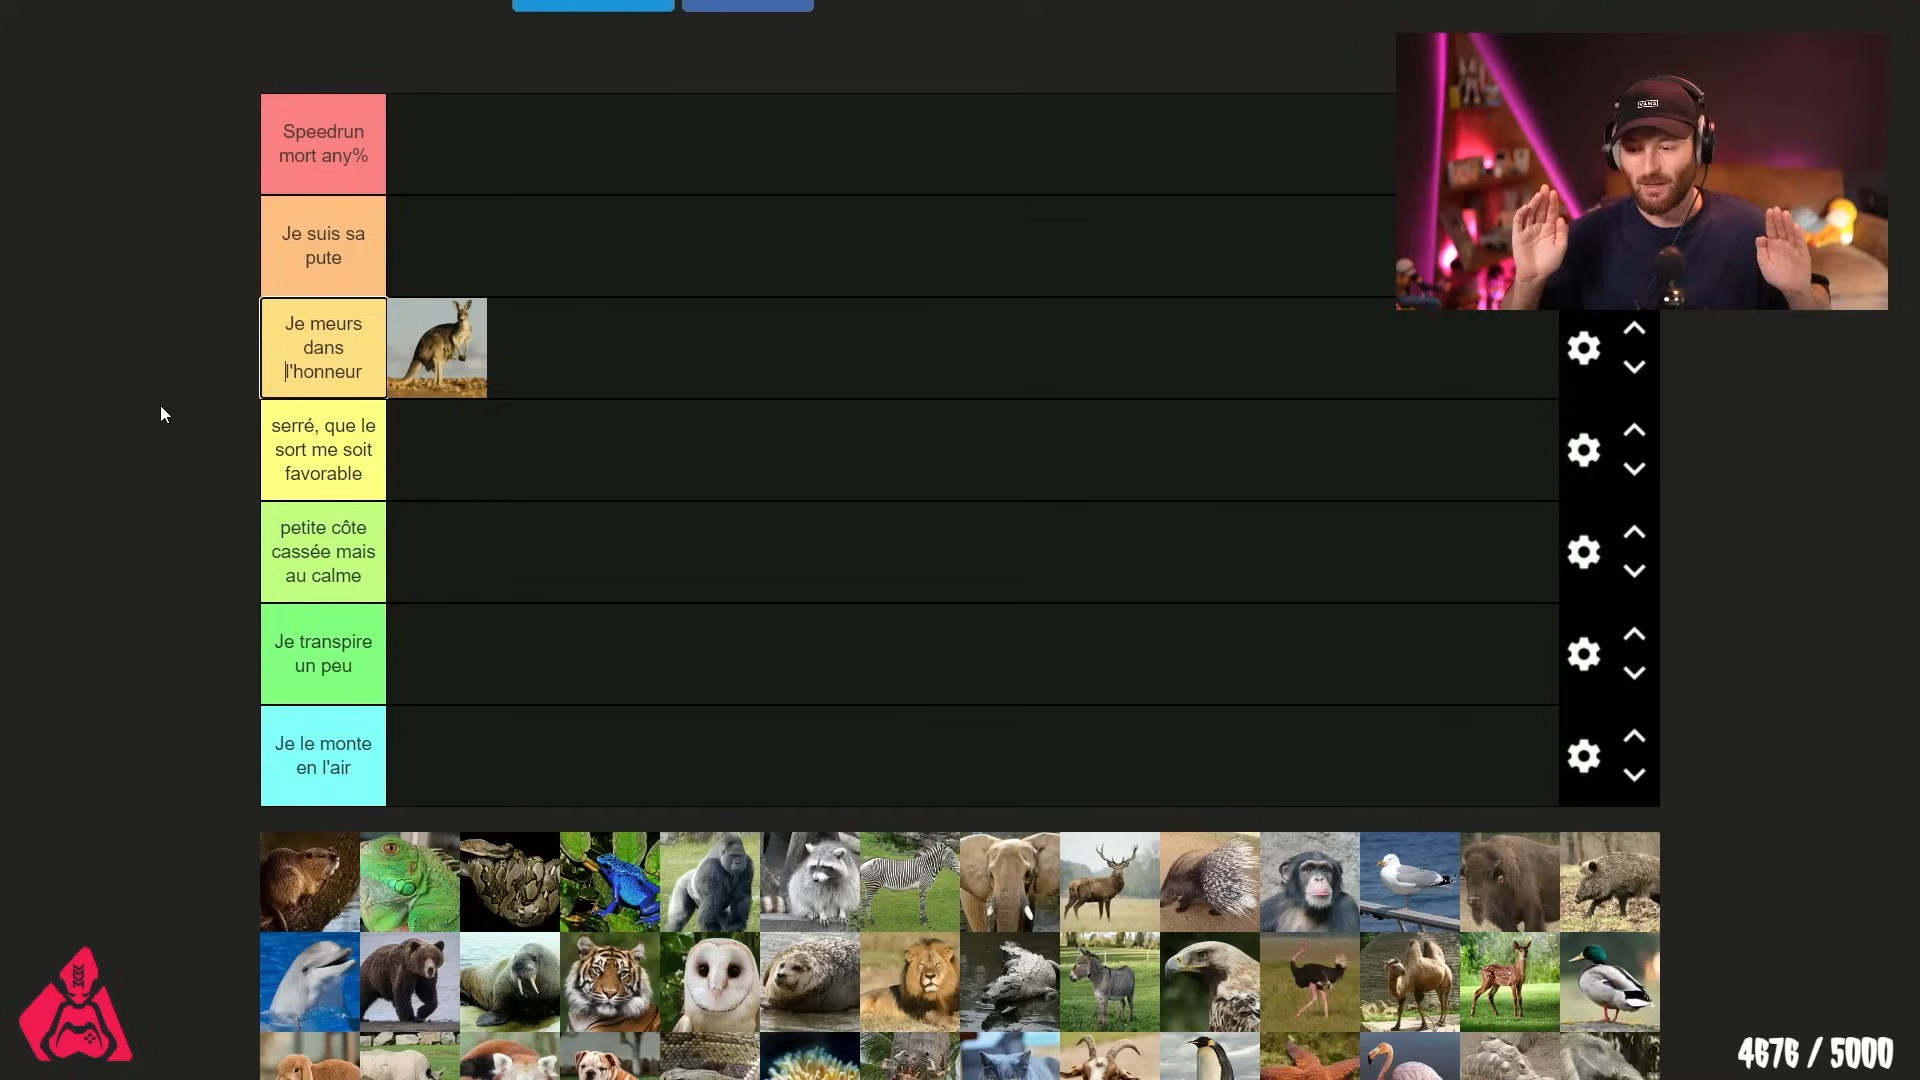 VANS
Speedrun
mort any%
Je suis sa
pute
Je meurs
dans
l'honneur
serré, que le
sort me soit
favorable
petite côte
cassée mais
au calme
Je transpire
un peu
Je le monte
en l'air
4676 / 5000